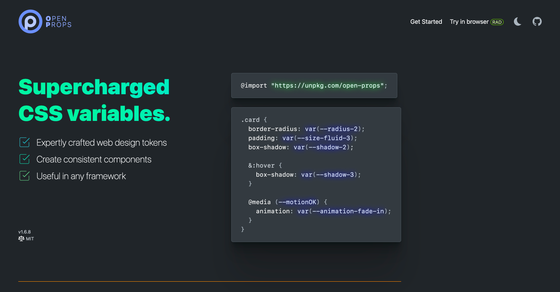 OPEN
PROPS
Get Started
Try in browser RAD
Supercharged
CSS variables.
Expertly crafted web design tokens
Create consistent components
Useful in any framework
v1.6.8
MIT
@import "https://unpkg.com/open-props";
.card {
border-radius: var(--radius-2);
padding: var(--size-fluid-3);
box-shadow: var(--shadow-2);
&:hover {
box-shadow: var(--shadow-3);
}
@media (--motionOK) {
animation: var(--animation-fade-in);
}
}